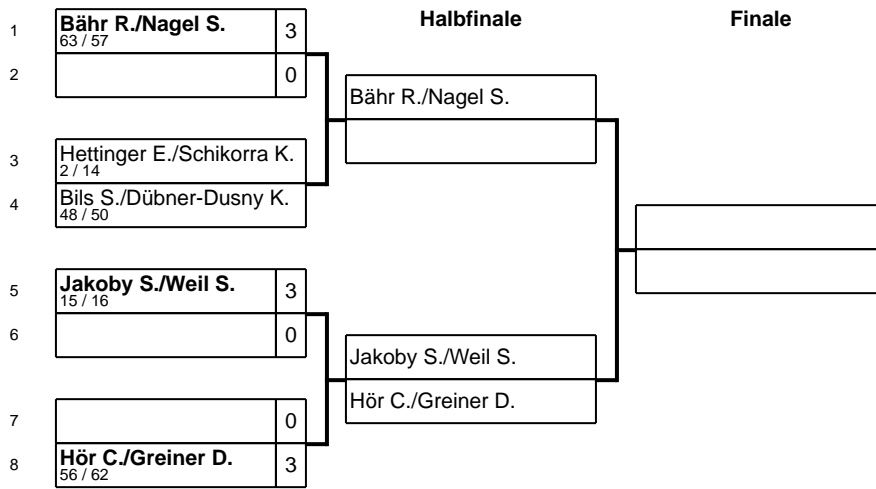 Halbfinale
Finale
1
Bähr R./Nagel S.
3
63 / 57
2
0
3
Hettinger E./Schikorra K.
2 / 14
4
Bils S./Dübner-Dusny K.
48 / 50
5
Jakoby S./Weil S.
3
15 / 16
6
0
7
0
8
Hör C./Greiner D.
3
56 / 62
Bähr R./Nagel S.
Jakoby S./Weil S.
Hör C./Greiner D.